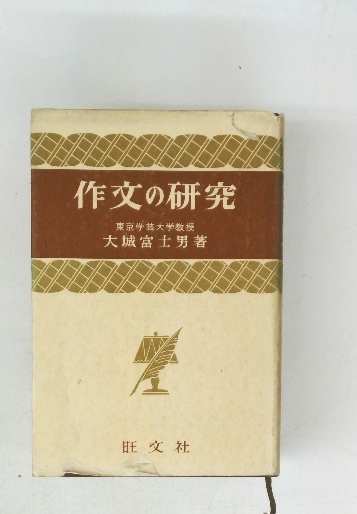 作文の研究
東京学芸大学教授
大城富士男著
旺文社